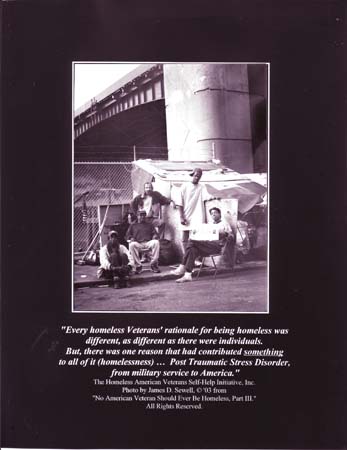 "Every homeless Veterans' rationale for being homeless was
different, as different as there were individuals.
But, there was one reason that had contributed something
to all of it (homelessness) ... Post Traumatic Stress Disorder,
from military service to America."
The Homeless American Veterans Self-Help Initiative, Inc.
Photo by James D. Sewell, © '03 from
"No American Veteran Should Ever Be Homeless, Part III."
All Rights Reserved.